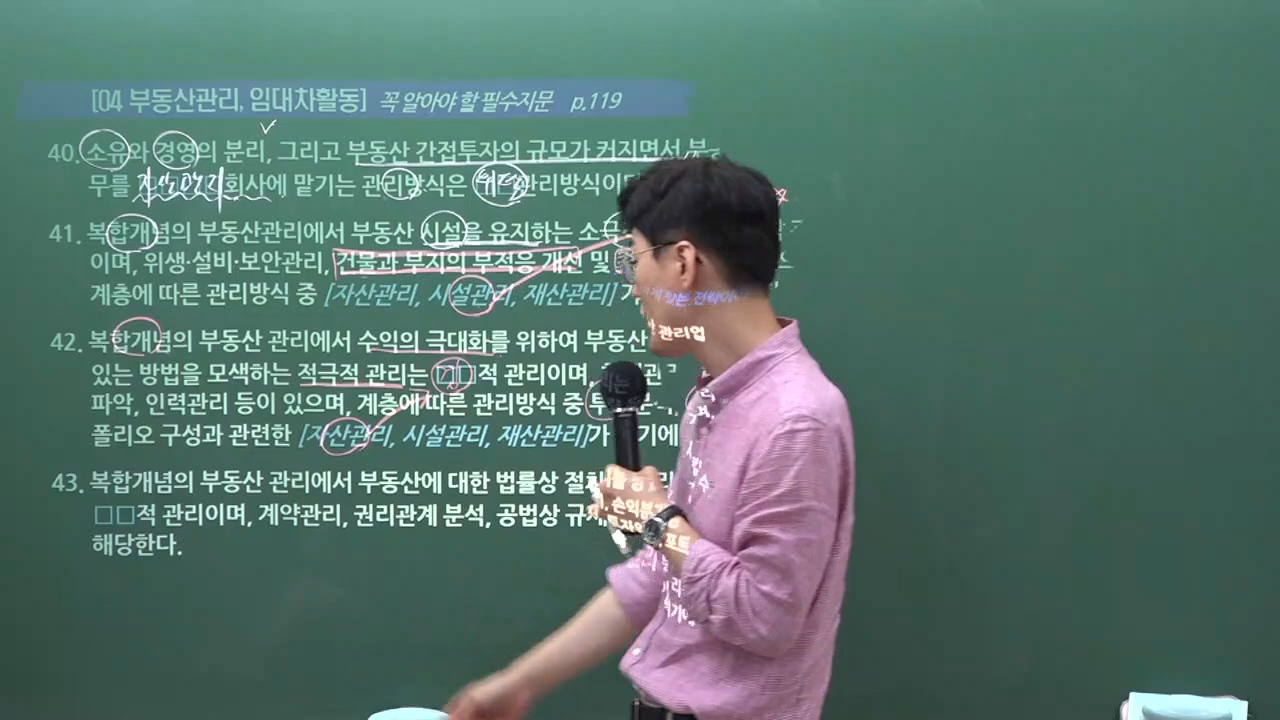 [04 부동산관리, 임대차활동] 꼭 알아야 할 필수지문 p.119
40. 소유와 경영의 분리, 그리고 부동산 간접투자의 규모가 커지면서
무를 자산관리 회사에 맡기는 관리방식은 위탁관리방식이
41. 복합개념의 부동산관리에서 부동산 시설을 유지하는
이며, 위생·설비·보안관리, 건물과 부지의 부적응 개선 및
계층에 따른 관리방식 중 [자산관리, 시설관리, 재산관리]
42. 복합개념의 부동산 관리에서 수익의 극대화를 위하여 부동산
있는 방법을 모색하는 적극적 관리는 □□적 관리이며,
파악, 인력관리 등이 있으며, 계층에 따른 관리방식 중
폴리오 구성과 관련한 [자산관리, 시설관리, 재산관리]가
43. 복합개념의 부동산 관리에서 부동산에 대한 법률상
□□적 관리이며, 계약관리, 권리관계 분석, 공법상
해당한다.